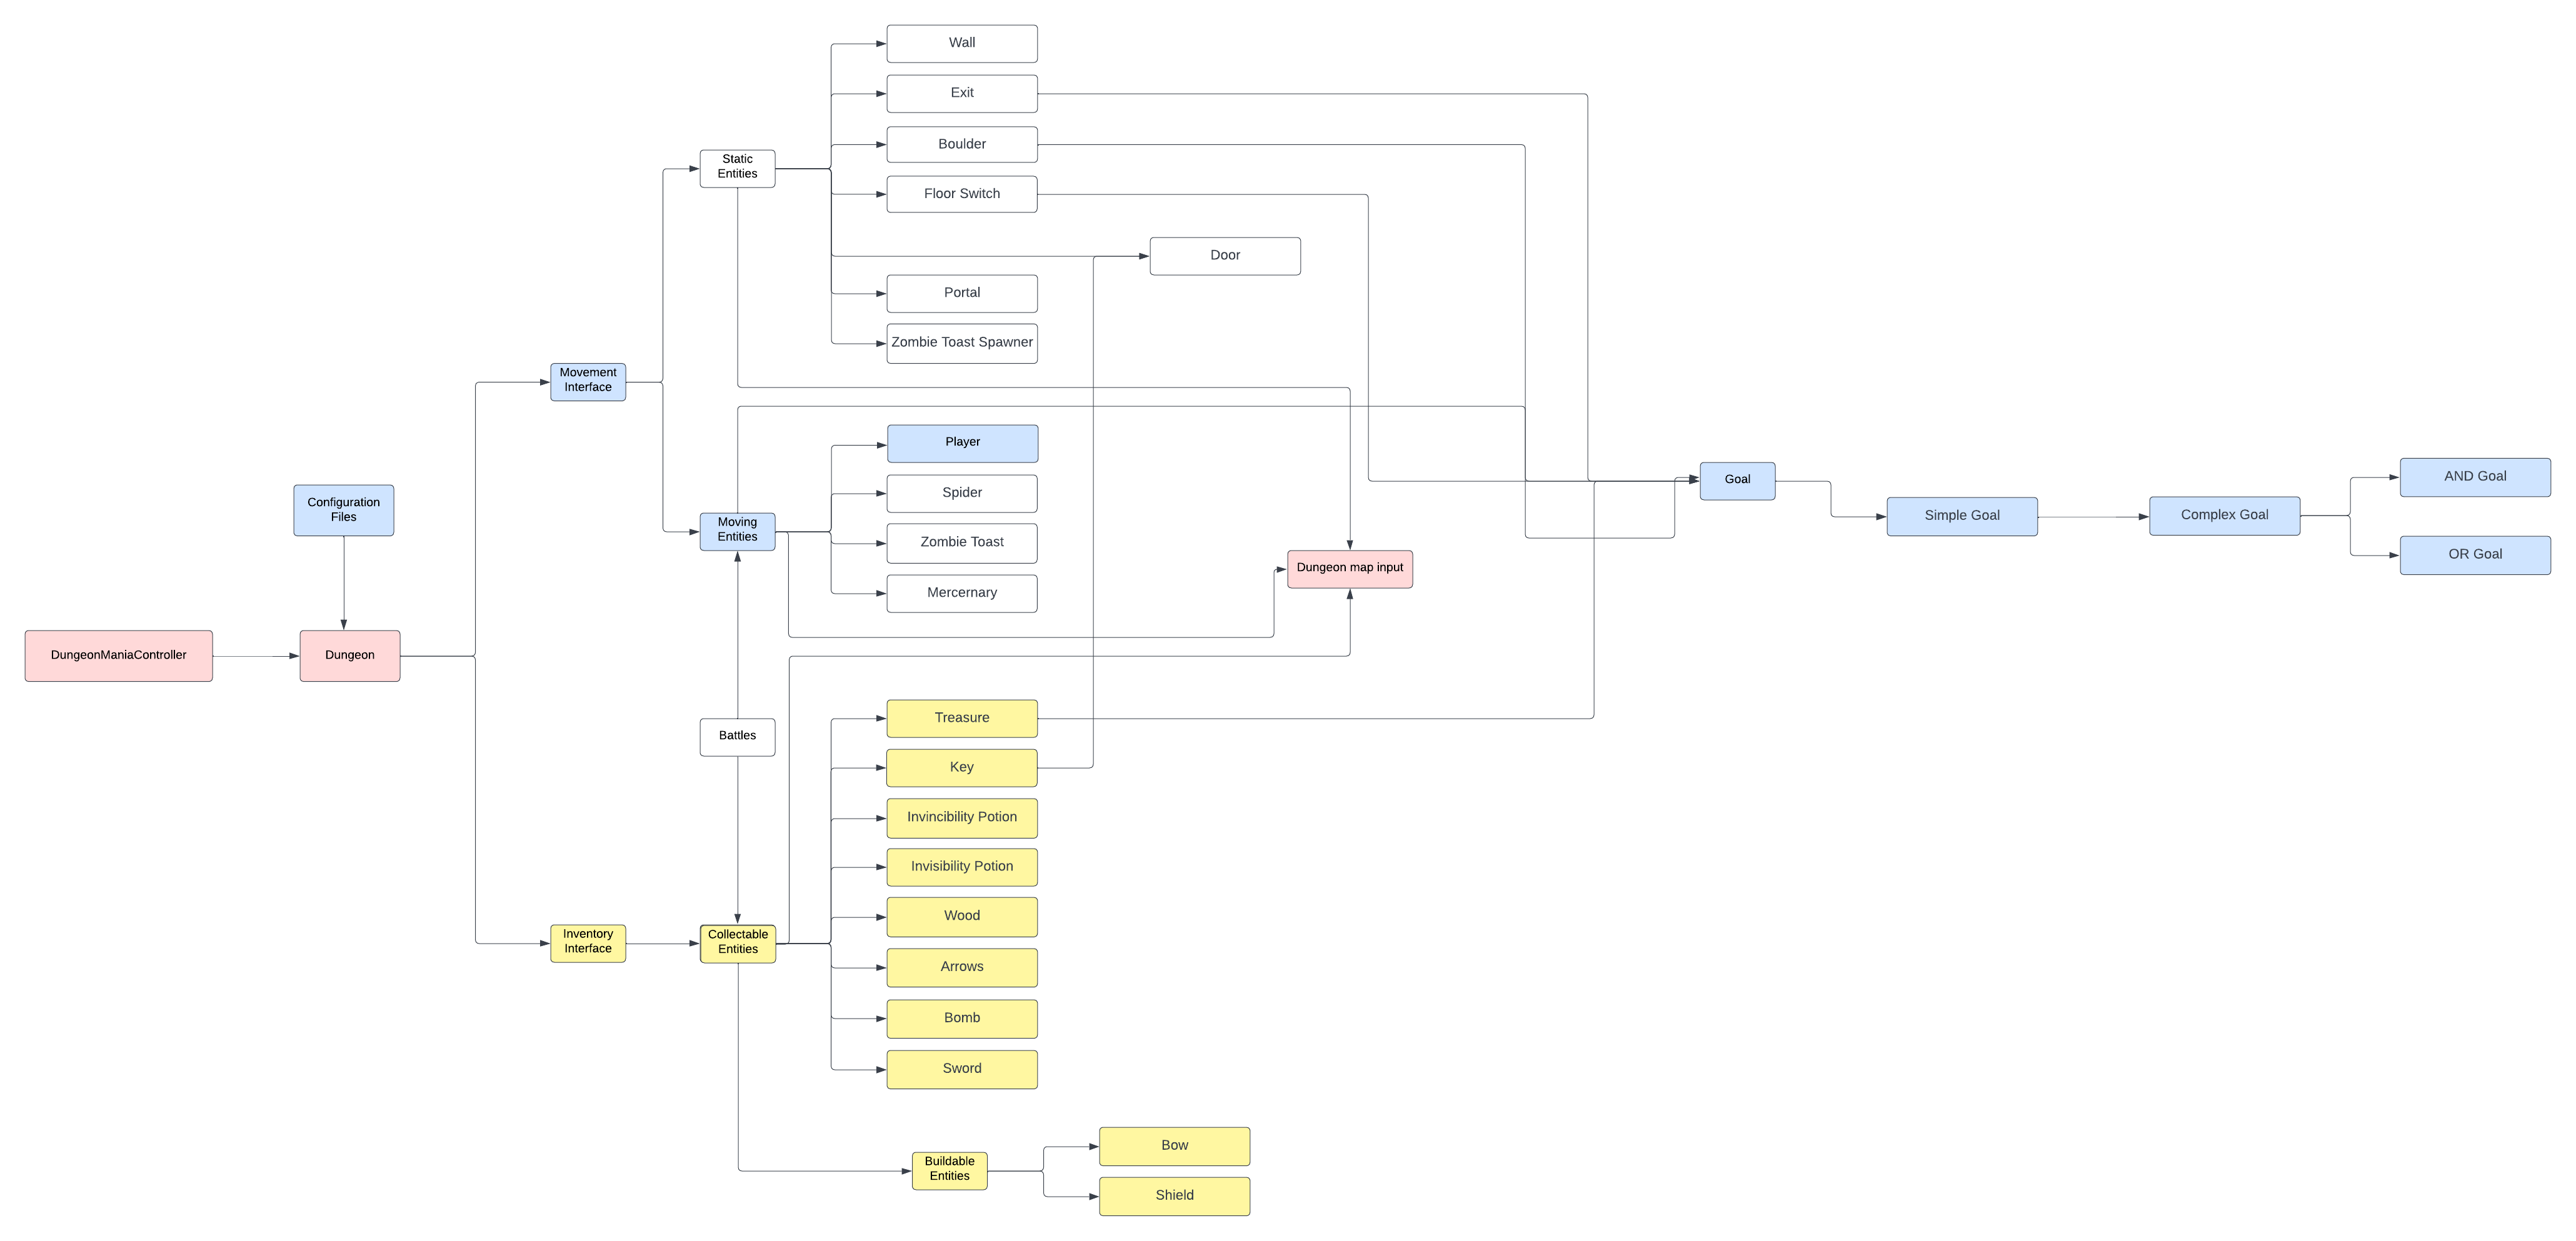 Wall
Exit
Boulder
Static
Entities
Floor Switch
Door
Portal
Zombie Toast Spawner
Movement
Interface
Player
Spider
Moving
Entities
Zombie Toast
Mercernary
Configuration
Files
DungeonManiaController
Dungeon
Dungeon map input
Goal
Simple Goal
Complex Goal
AND Goal
OR Goal
Battles
Treasure
Key
Invincibility Potion
Invisibility Potion
Wood
Inventory
Interface
Collectable
Entities
Arrows
Bomb
Sword
Buildable
Entities
Bow
Shield